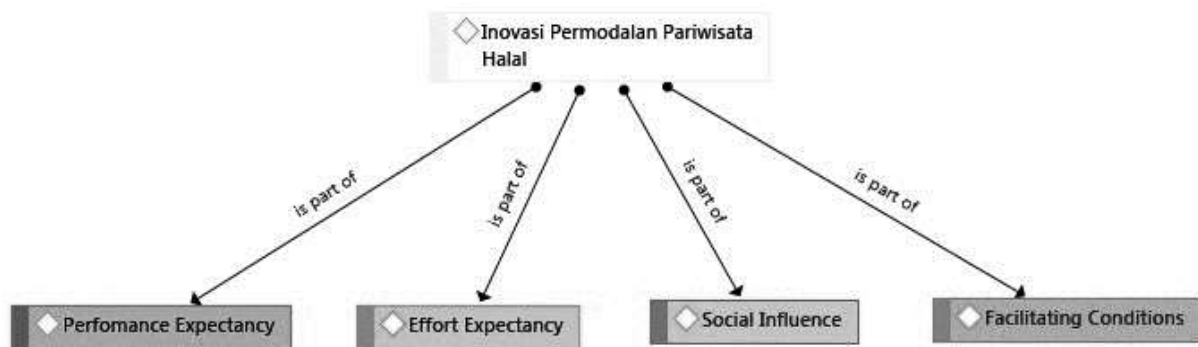 Inovasi Permodalan Pariwisata
Halal
is part of
is part of
is part of
is part of
Perfomance Expectancy
Effort Expectancy
Social Influence
Facilitating Conditions